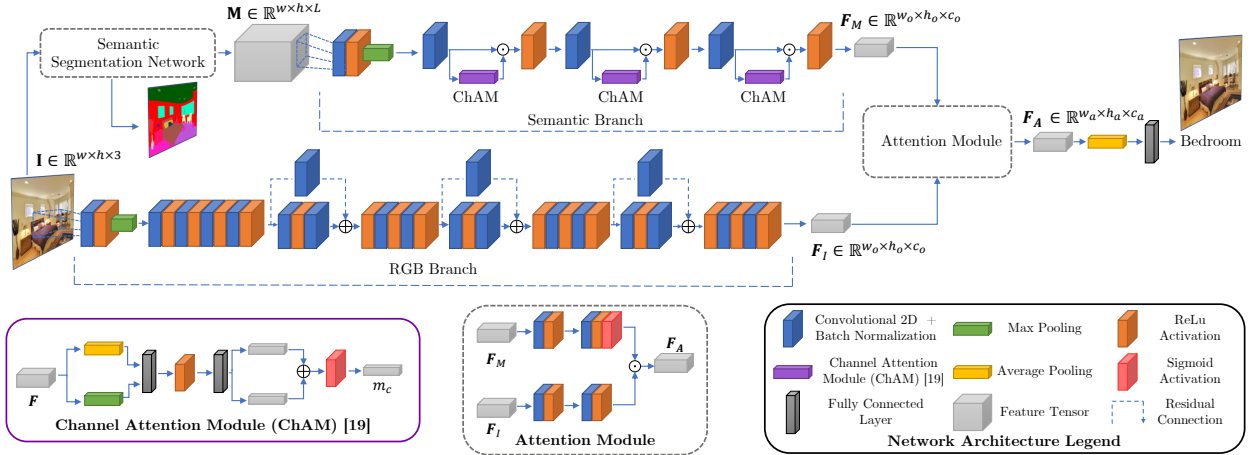 M ∈ ℝ^{w×h×L}
F_M ∈ ℝ^{w_o×h_o×c_o}
Semantic
Segmentation Network
ChAM
ChAM
ChAM
Semantic Branch
Attention Module
F_A ∈ ℝ^{w_a×h_a×c_a}
Bedroom
I ∈ ℝ^{w×h×3}
RGB Branch
F_I ∈ ℝ^{w_o×h_o×c_o}
F
m_c
Channel Attention Module (ChAM) [19]
F_M
F_A
F_I
Attention Module
Convolutional 2D +
Batch Normalization
Max Pooling
ReLu
Activation
Channel Attention
Module (ChAM) [19]
Average Pooling
Sigmoid
Activation
Fully Connected
Layer
Feature Tensor
Residual
Connection
Network Architecture Legend